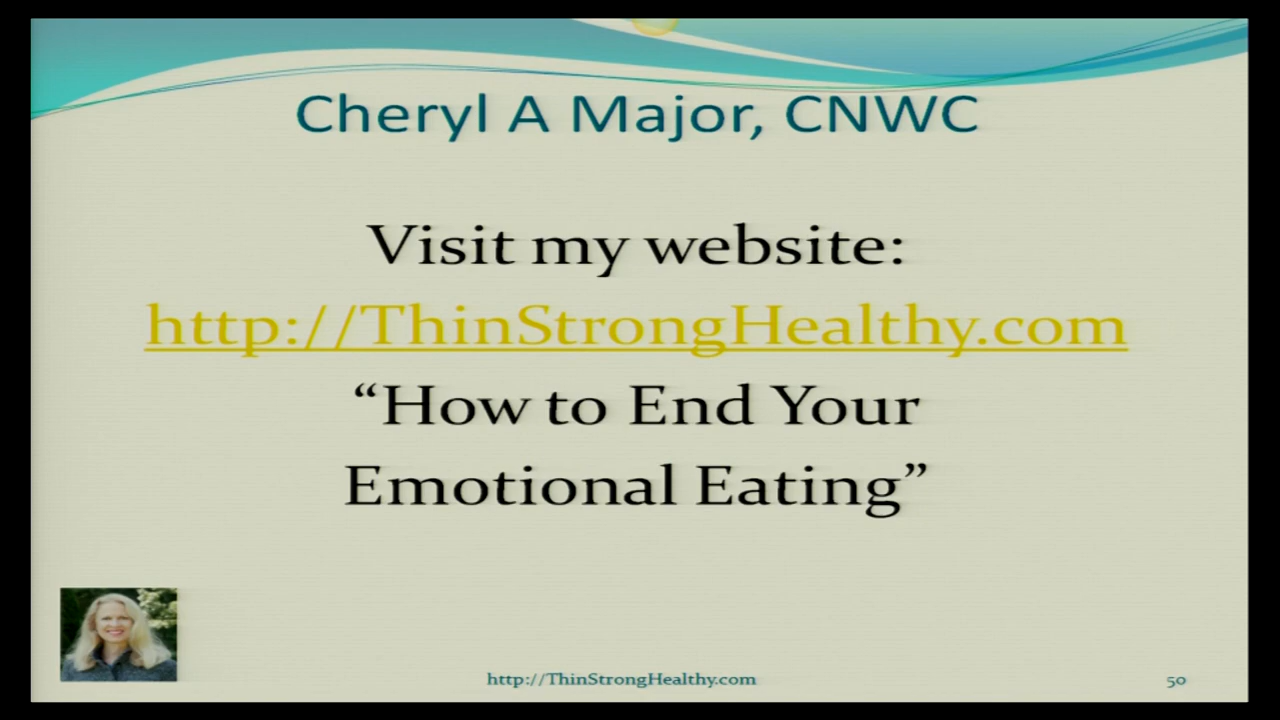 Cheryl A Major, CNWC
Visit my website:
http://ThinStrongHealthy.com
“How to End Your
Emotional Eating”
http://ThinStrongHealthy.com
50